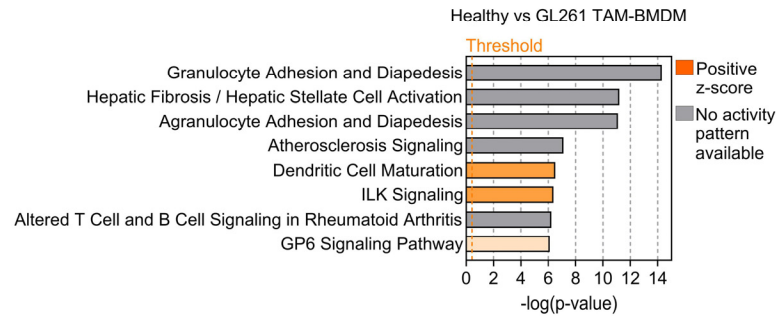 Healthy vs GL261 TAM-BMDM
Threshold
Granulocyte Adhesion and Diapedesis
Hepatic Fibrosis / Hepatic Stellate Cell Activation
Agranulocyte Adhesion and Diapedesis
Atherosclerosis Signaling
Dendritic Cell Maturation
ILK Signaling
Altered T Cell and B Cell Signaling in Rheumatoid Arthritis
GP6 Signaling Pathway
Positive
z-score
No activity
pattern
available
0 2 4 6 8 10 12 14
-log(p-value)